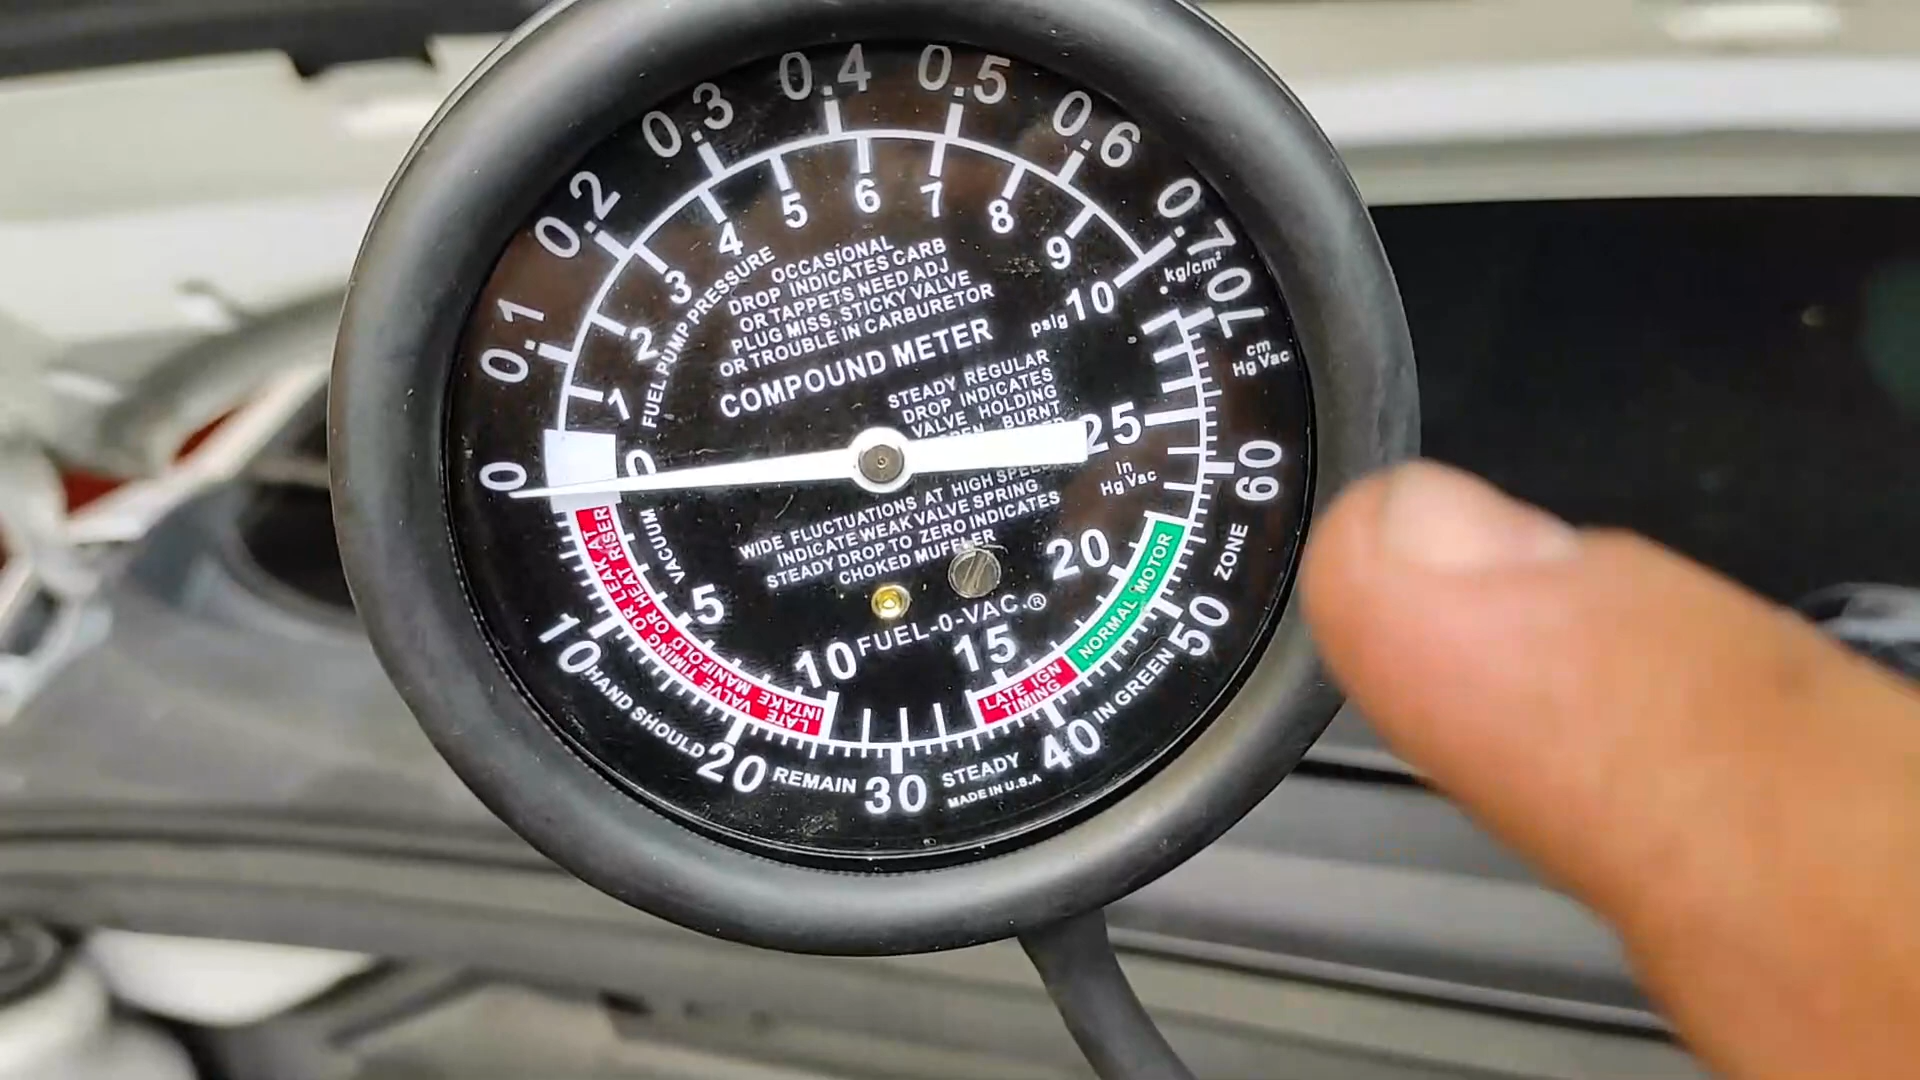 0 0.1 0.2 0.3 0.4 0.5 0.6 0.7
kg/cm²
0 1 2 3 4 5 6 7 8 9 10
psig
FUEL PUMP PRESSURE
OCCASIONAL
DROP INDICATES CARB
OR TAPPETS NEED ADJ
PLUG MISS. STICKY VALVE
OR TROUBLE IN CARBURETOR
COMPOUND METER
STEADY REGULAR
DROP INDICATES
VALVE HOLDING
BURNT
WIDE FLUCTUATIONS AT HIGH SPEED
INDICATE WEAK VALVE SPRING
STEADY DROP TO ZERO INDICATES
CHOKED MUFFLER
FUEL-O-VAC.®
VACUUM
5 10 15 20 25
In
Hg Vac
LATE VALVE TIMING OR LEAK AT
INTAKE MANIFOLD OR HEAT RISER
LATE IGN
TIMING
NORMAL MOTOR
10 20 30 40 50 60 70
cm
Hg Vac
HAND SHOULD REMAIN STEADY IN GREEN ZONE
MADE IN U.S.A